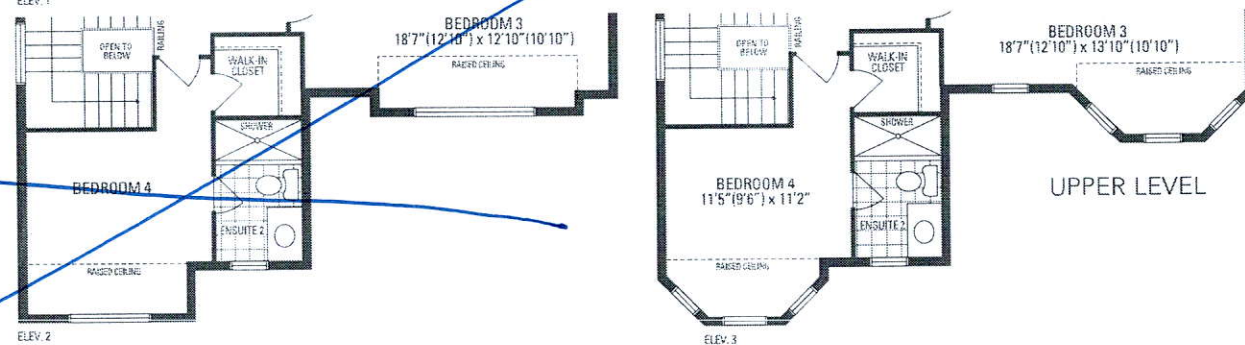 ELEV. 1
BEDROOM 3
18'7"(12'10") x 12'10"(10'10")
RAISED CEILING
OPEN TO
BELOW
RAILING
WALK-IN
CLOSET
SHOWER
BEDROOM 4
ENSUITE 2
RAISED CEILING
ELEV. 2
BEDROOM 3
18'7"(12'10") x 13'10"(10'10")
RAISED CEILING
OPEN TO
BELOW
RAILING
WALK-IN
CLOSET
SHOWER
BEDROOM 4
11'5"(9'6") x 11'2"
ENSUITE 2
RAISED CEILING
ELEV. 3
UPPER LEVEL